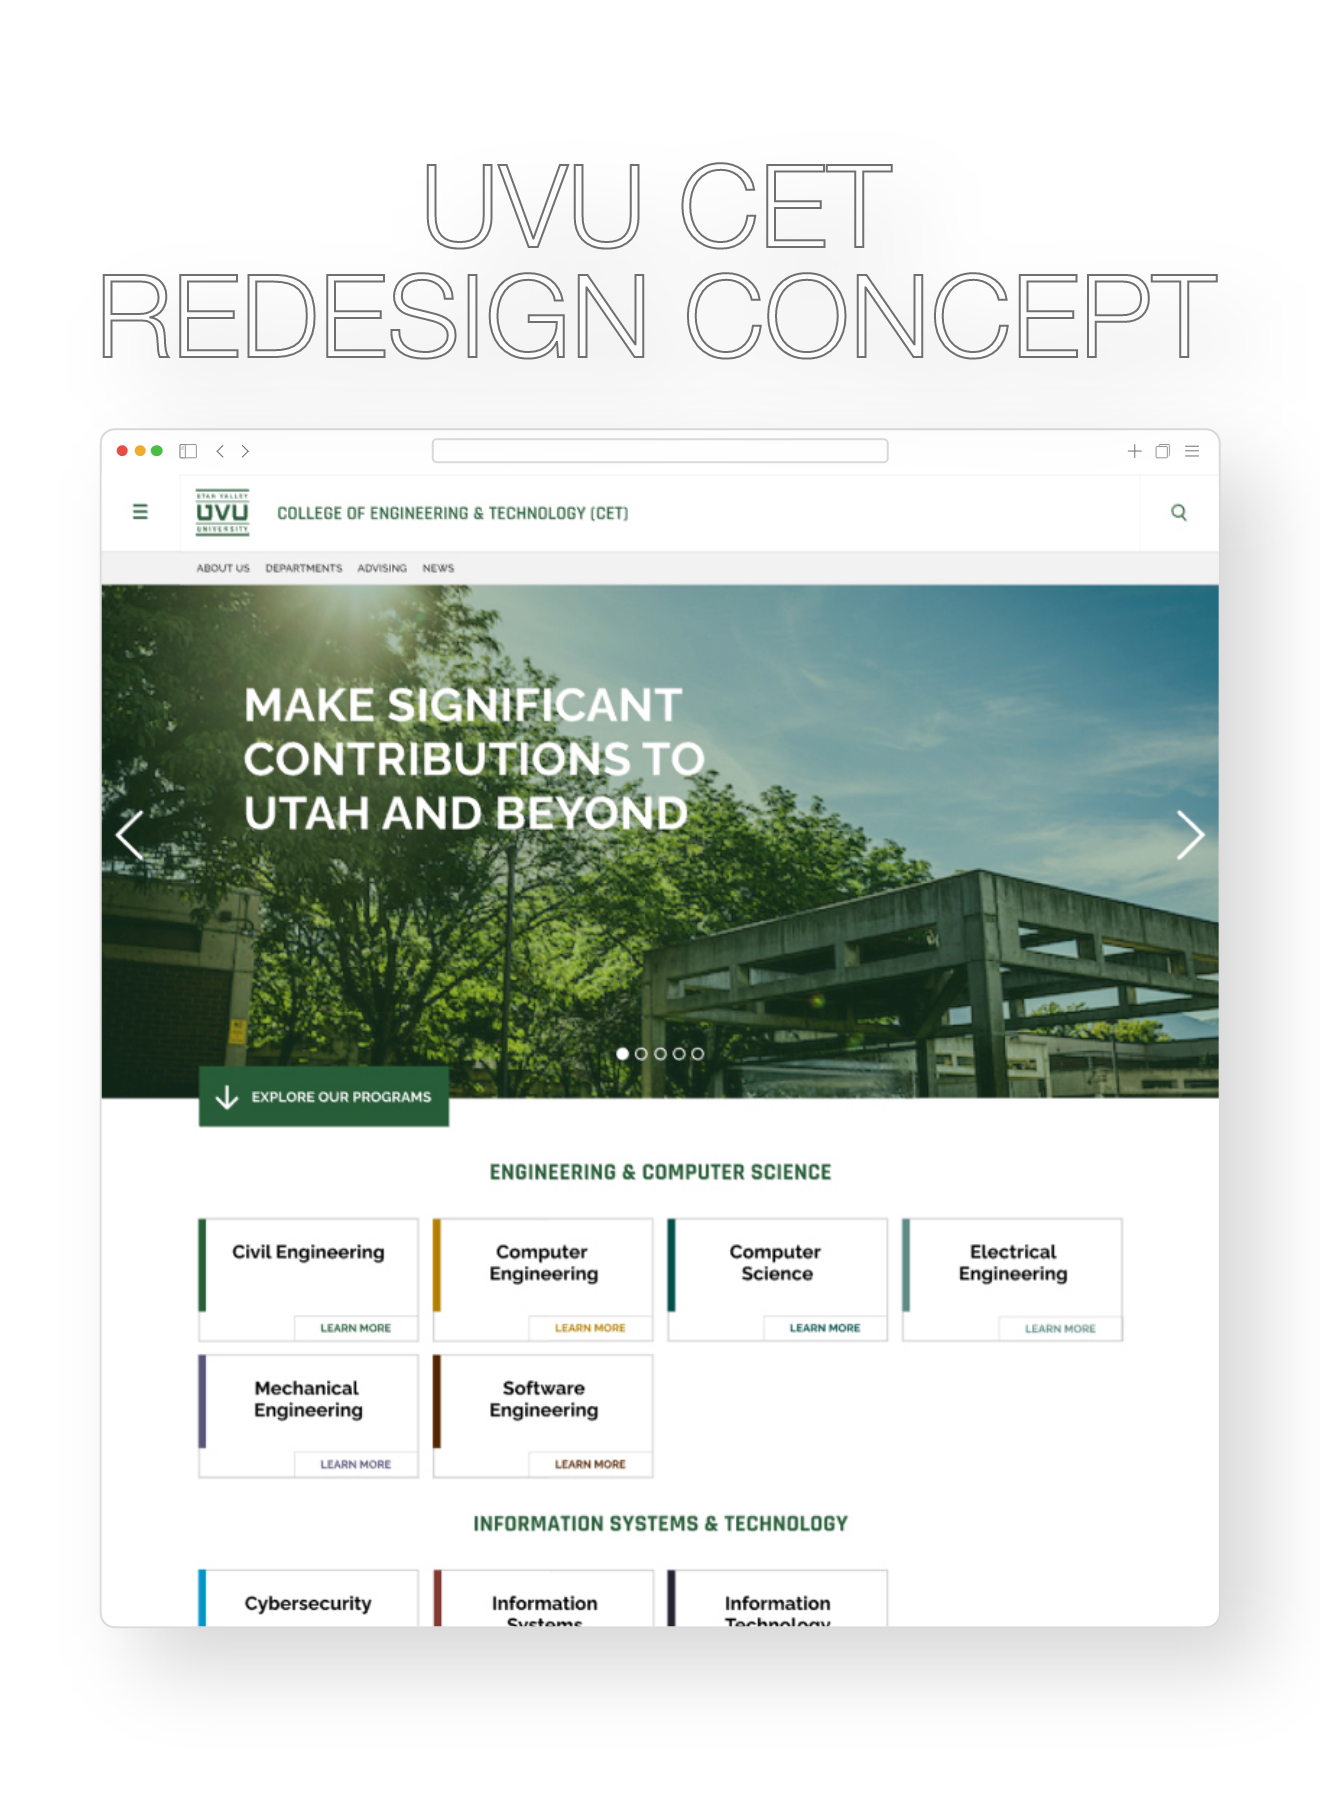 UVU CET
REDESIGN CONCEPT
UTAH VALLEY
UVU
UNIVERSITY
COLLEGE OF ENGINEERING & TECHNOLOGY (CET)
ABOUT US DEPARTMENTS ADVISING NEWS
MAKE SIGNIFICANT
CONTRIBUTIONS TO
UTAH AND BEYOND
EXPLORE OUR PROGRAMS
ENGINEERING & COMPUTER SCIENCE
Civil Engineering
LEARN MORE
Computer
Engineering
LEARN MORE
Computer
Science
LEARN MORE
Electrical
Engineering
LEARN MORE
Mechanical
Engineering
LEARN MORE
Software
Engineering
LEARN MORE
INFORMATION SYSTEMS & TECHNOLOGY
Cybersecurity
Information
Systems
Information
Technology